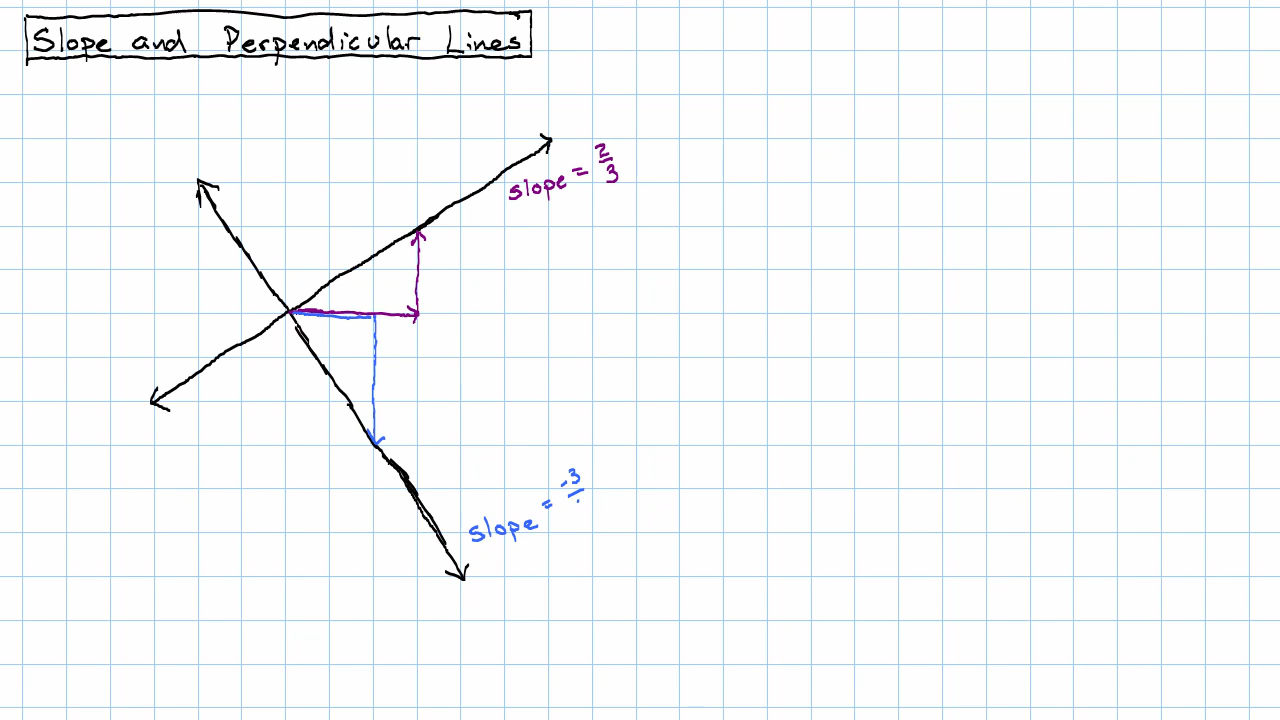 Slope and Perpendicular Lines
slope = 2/3
slope = -3/